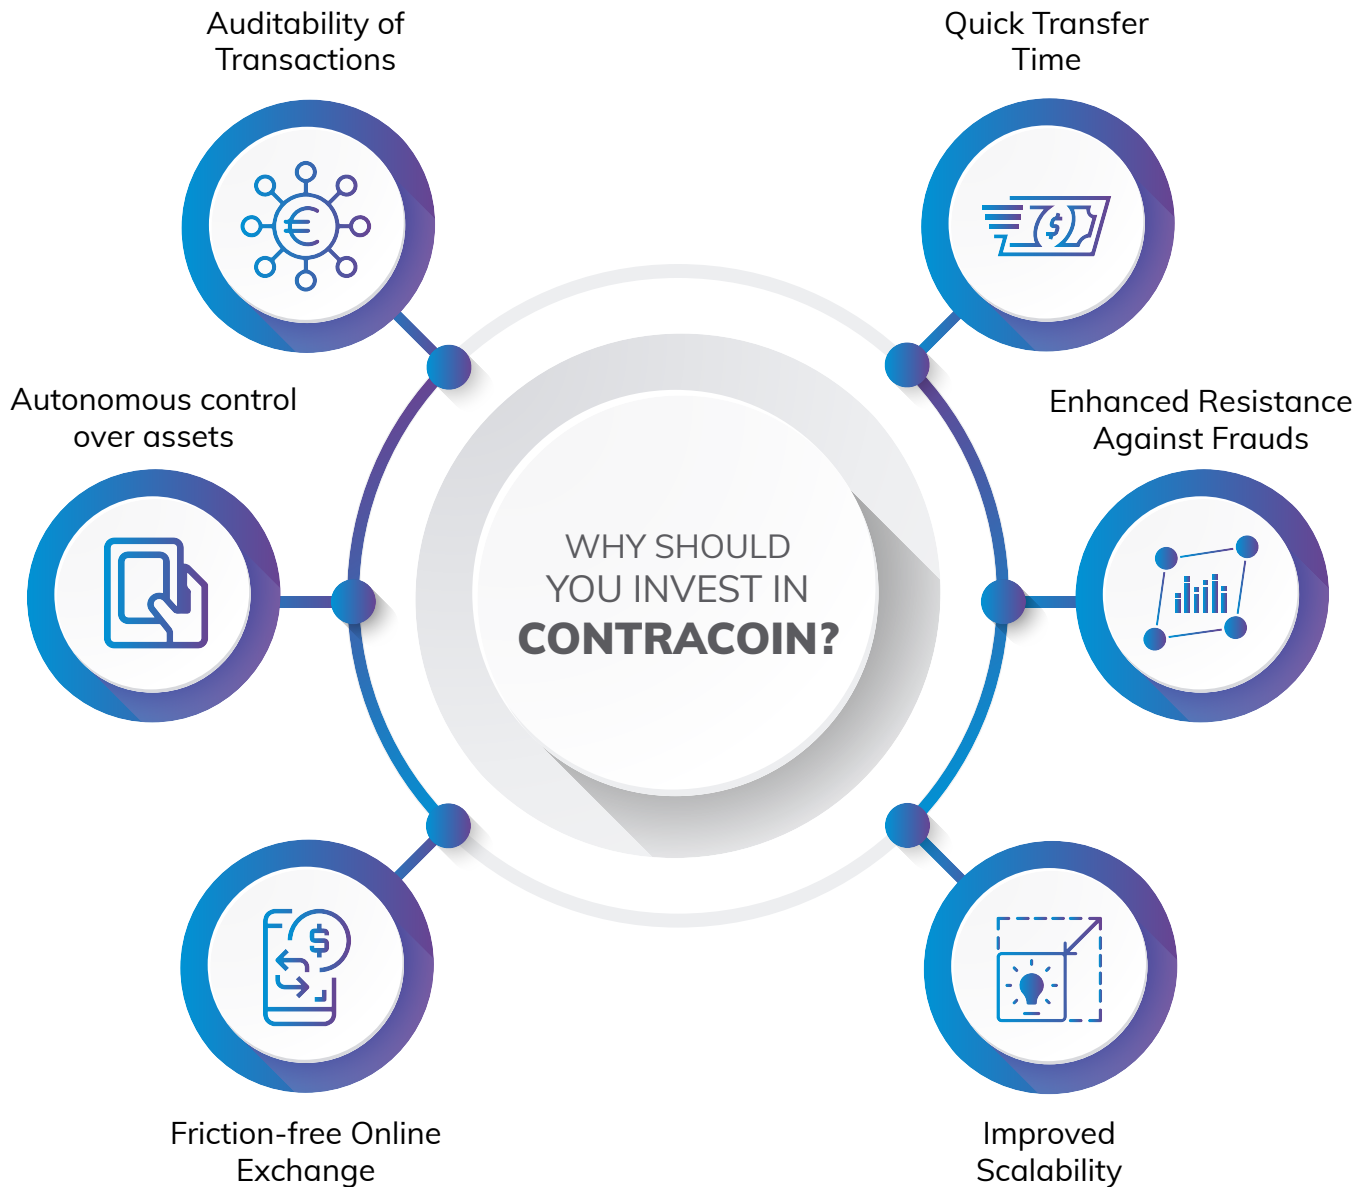 Auditability of
Transactions
Quick Transfer
Time
Autonomous control
over assets
Enhanced Resistance
Against Frauds
WHY SHOULD
YOU INVEST IN
CONTRACOIN?
Friction-free Online
Exchange
Improved
Scalability